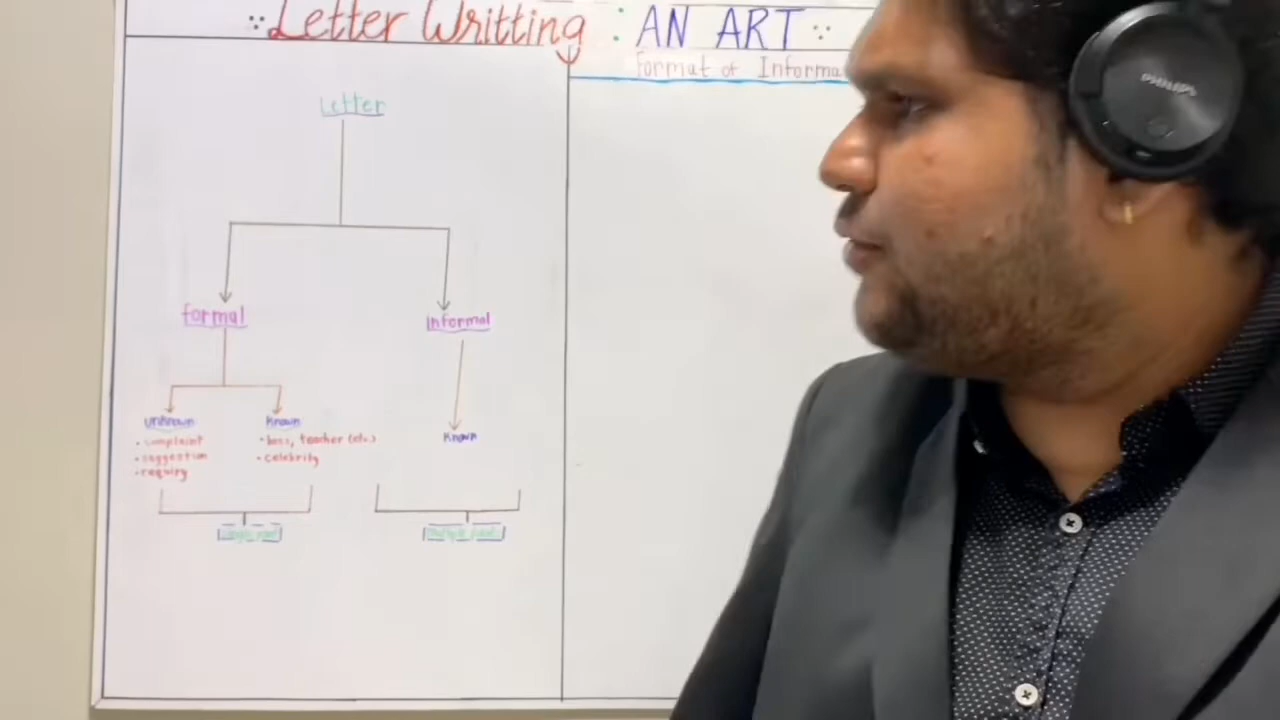 Letter Writting : AN ART
Format of Informa
Letter
formal
Informal
unknown
• complaint
• suggestion
• requiry
known
• boss, teacher (etc.)
• celebrity
known
PHILIPS